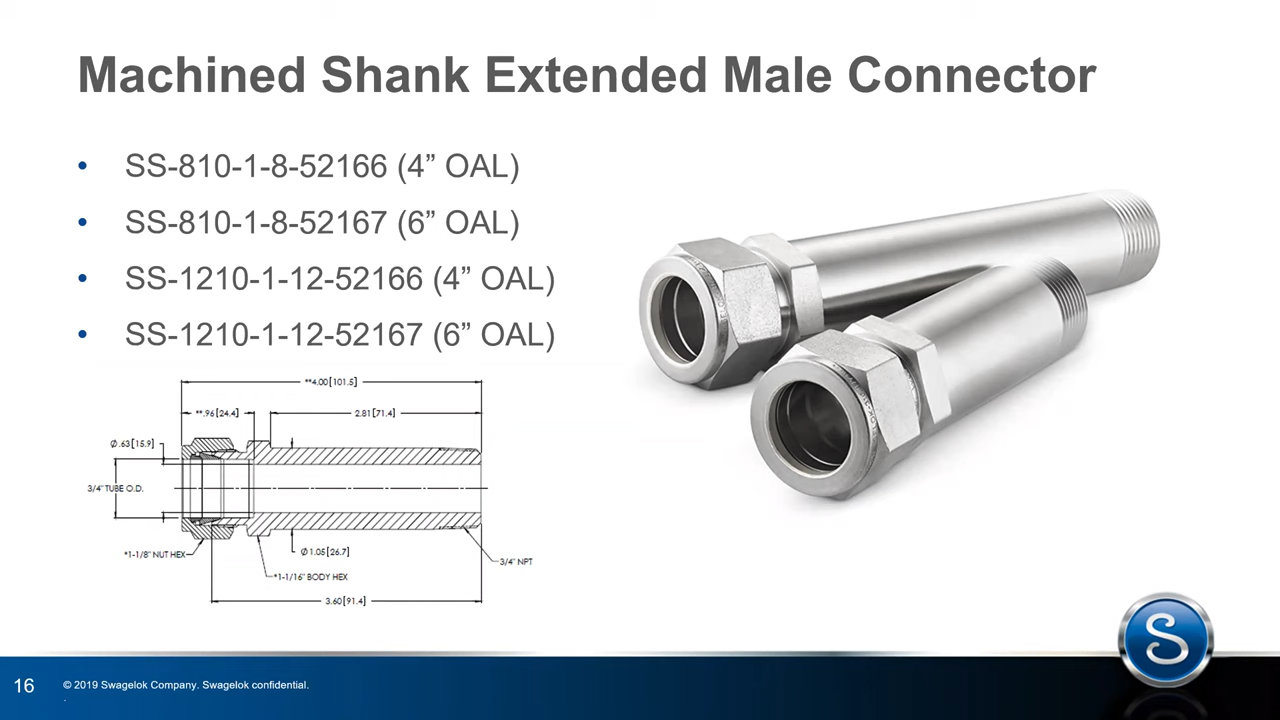 Machined Shank Extended Male Connector
• SS-810-1-8-52166 (4” OAL)
• SS-810-1-8-52167 (6” OAL)
• SS-1210-1-12-52166 (4” OAL)
• SS-1210-1-12-52167 (6” OAL)
**4.00[101.5]
**.96[24.4]
2.81[71.4]
Ø.63[15.9]
3/4" TUBE O.D.
*1-1/8" NUT HEX
Ø1.05[26.7]
3/4" NPT
*1-1/16" BODY HEX
3.60[91.4]
S
16
© 2019 Swagelok Company. Swagelok confidential.
.